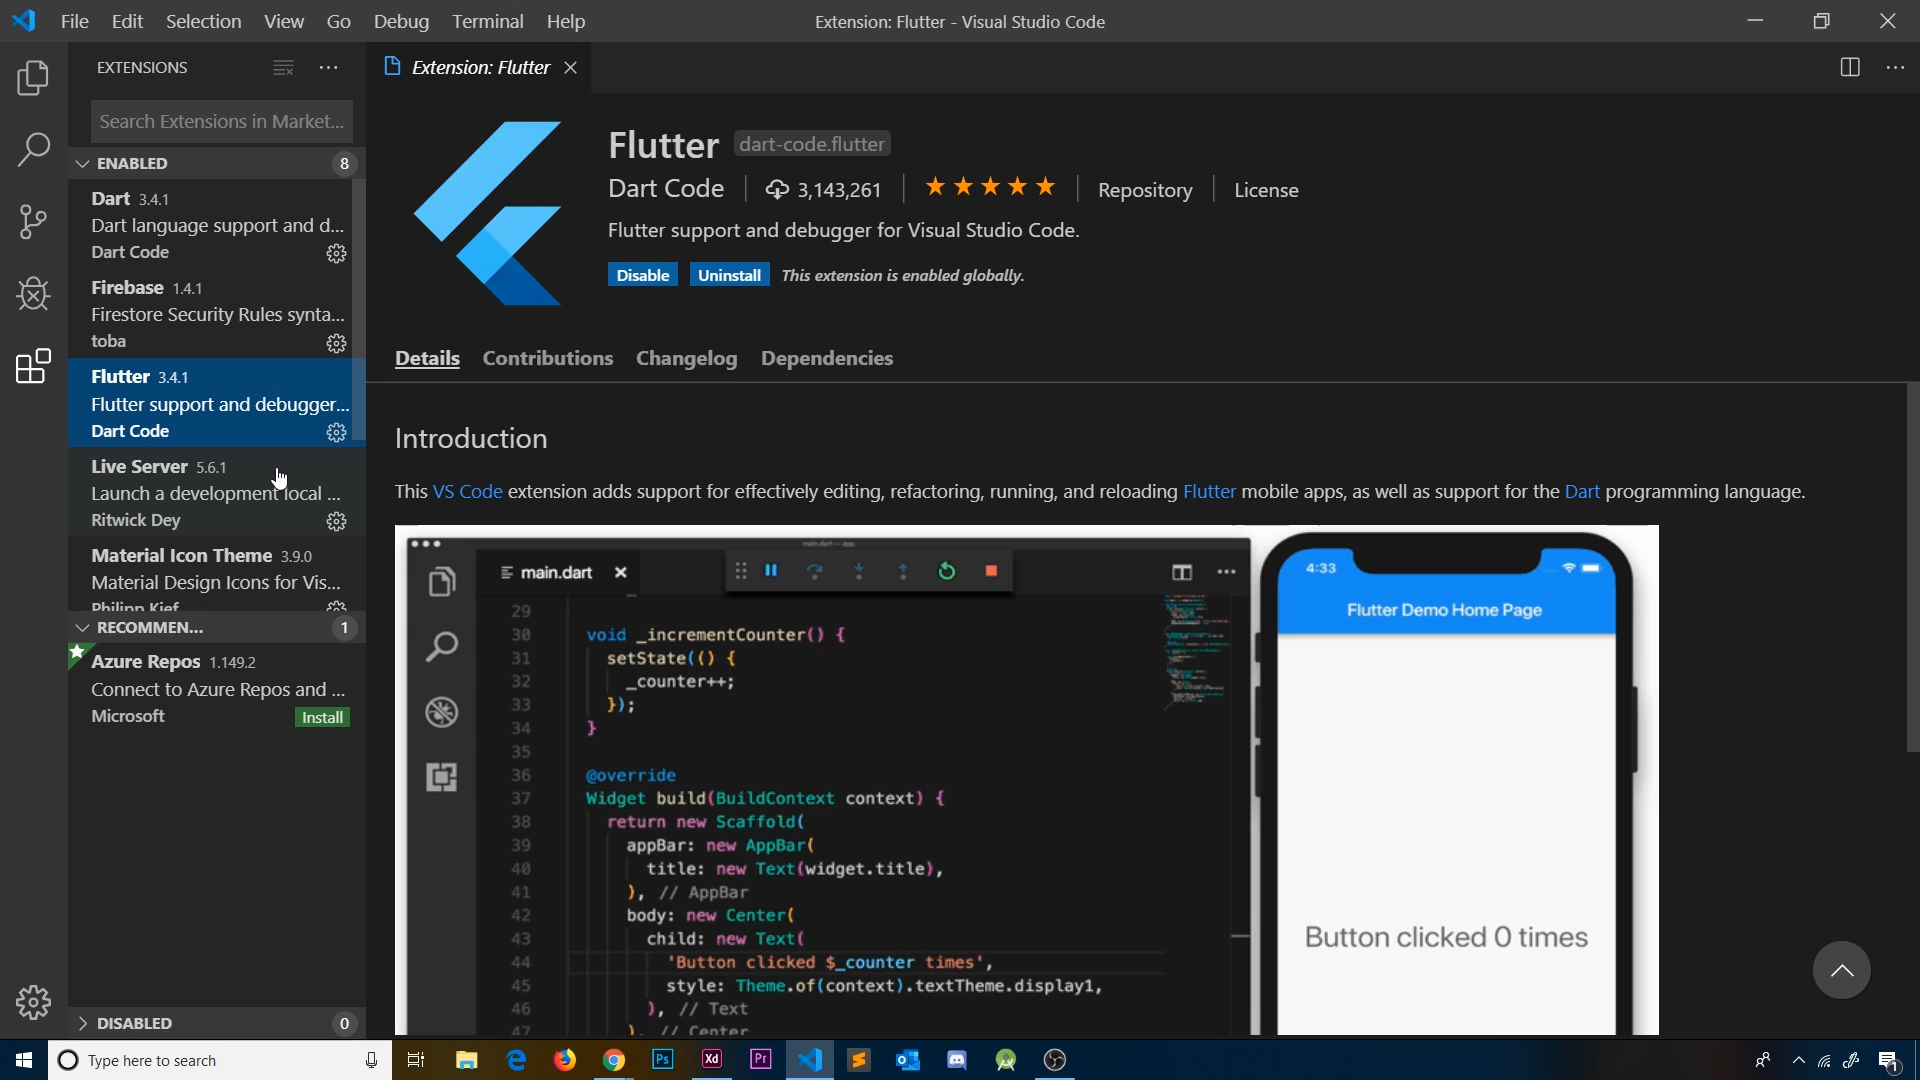 File Edit Selection View Go Debug Terminal Help
Extension: Flutter - Visual Studio Code
EXTENSIONS
Search Extensions in Market...
ENABLED 8
Dart 3.4.1
Dart language support and d...
Dart Code
Firebase 1.4.1
Firestore Security Rules synta...
toba
Flutter 3.4.1
Flutter support and debugger...
Dart Code
Live Server 5.6.1
Launch a development local ...
Ritwick Dey
Material Icon Theme 3.9.0
Material Design Icons for Vis...
Philipp Kief
RECOMMEN... 1
Azure Repos 1.149.2
Connect to Azure Repos and ...
Microsoft Install
DISABLED 0
Extension: Flutter
Flutter dart-code.flutter
Dart Code 3,143,261 Repository License
Flutter support and debugger for Visual Studio Code.
Disable Uninstall This extension is enabled globally.
Details Contributions Changelog Dependencies
Introduction
This VS Code extension adds support for effectively editing, refactoring, running, and reloading Flutter mobile apps, as well as support for the Dart programming language.
main.dart — app
main.dart
29
30 void _incrementCounter() {
31 setState(() {
32 _counter++;
33 });
34 }
35
36 @override
37 Widget build(BuildContext context) {
38 return new Scaffold(
39 appBar: new AppBar(
40 title: new Text(widget.title),
41 ), // AppBar
42 body: new Center(
43 child: new Text(
44 'Button clicked $_counter times',
45 style: Theme.of(context).textTheme.display1,
46 ), // Text
47 ), // Center
4:33
Flutter Demo Home Page
Button clicked 0 times
Type here to search
Ps Xd Pr
1